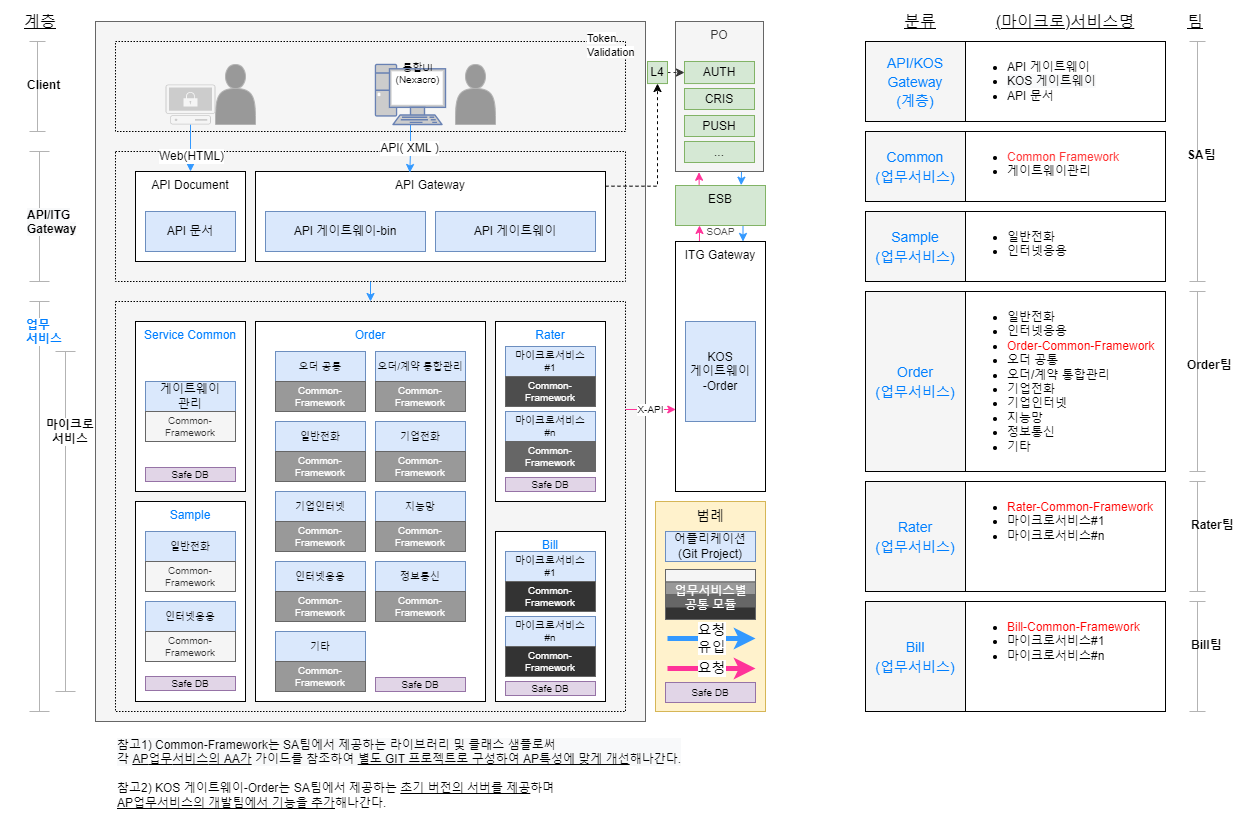 계층
Client
API/ITG
Gateway
업무
서비스
마이크로
서비스
Token
Validation
통합UI
(Nexacro)
Web(HTML)
API( XML )
API Document
API 문서
API Gateway
API 게이트웨이-bin
API 게이트웨이
Service Common
게이트웨이
관리
Common-
Framework
Safe DB
Sample
일반전화
Common-
Framework
인터넷응용
Common-
Framework
Safe DB
Order
오더 공통
Common-
Framework
오더/계약 통합관리
Common-
Framework
일반전화
Common-
Framework
기업전화
Common-
Framework
기업인터넷
Common-
Framework
지능망
Common-
Framework
인터넷응용
Common-
Framework
정보통신
Common-
Framework
기타
Common-
Framework
Safe DB
Rater
마이크로서비스
#1
Common-
Framework
마이크로서비스
#n
Common-
Framework
Safe DB
Bill
마이크로서비스
#1
Common-
Framework
마이크로서비스
#n
Common-
Framework
Safe DB
L4
PO
AUTH
CRIS
PUSH
...
ESB
SOAP
ITG Gateway
KOS
게이트웨이
-Order
X-API
범례
어플리케이션
(Git Project)
업무서비스별
공통 모듈
요청
유입
요청
Safe DB
참고1) Common-Framework는 SA팀에서 제공하는 라이브러리 및 클래스 샘플로써
각 AP업무서비스의 AA가 가이드를 참조하여 별도 GIT 프로젝트로 구성하여 AP특성에 맞게 개선해나간다.
참고2) KOS 게이트웨이-Order는 SA팀에서 제공하는 초기 버전의 서버를 제공하며
AP업무서비스의 개발팀에서 기능을 추가해나간다.
분류
(마이크로)서비스명
팀
API/KOS
Gateway
(계층)
API 게이트웨이
KOS 게이트웨이
API 문서
Common
(업무서비스)
Common Framework
게이트웨이관리
SA팀
Sample
(업무서비스)
일반전화
인터넷응용
Order
(업무서비스)
일반전화
인터넷응용
Order-Common-Framework
오더 공통
오더/계약 통합관리
기업전화
기업인터넷
지능망
정보통신
기타
Order팀
Rater
(업무서비스)
Rater-Common-Framework
마이크로서비스#1
마이크로서비스#n
Rater팀
Bill
(업무서비스)
Bill-Common-Framework
마이크로서비스#1
마이크로서비스#n
Bill팀